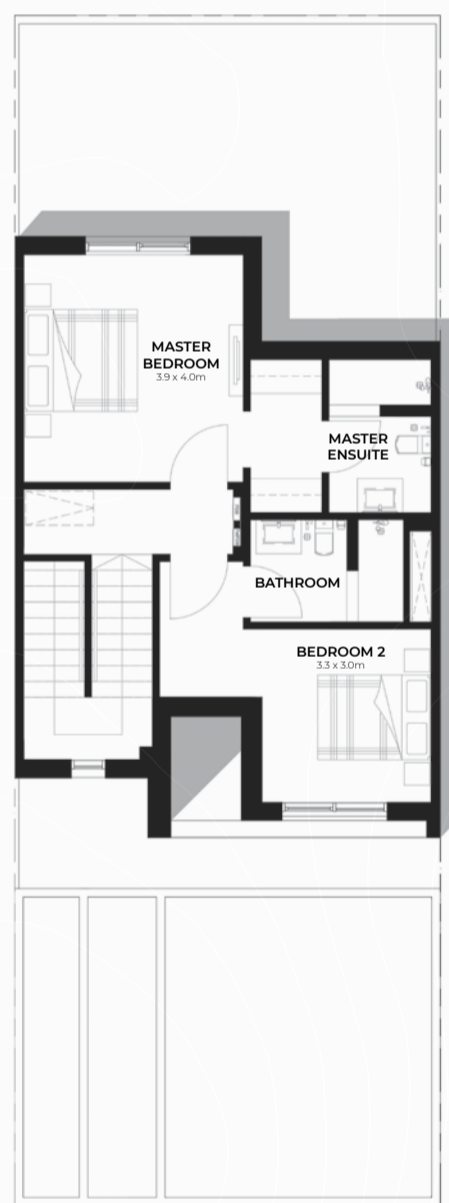 MASTER
BEDROOM
3.9 x 4.0m
MASTER
ENSUITE
BATHROOM
BEDROOM 2
3.3 x 3.0m